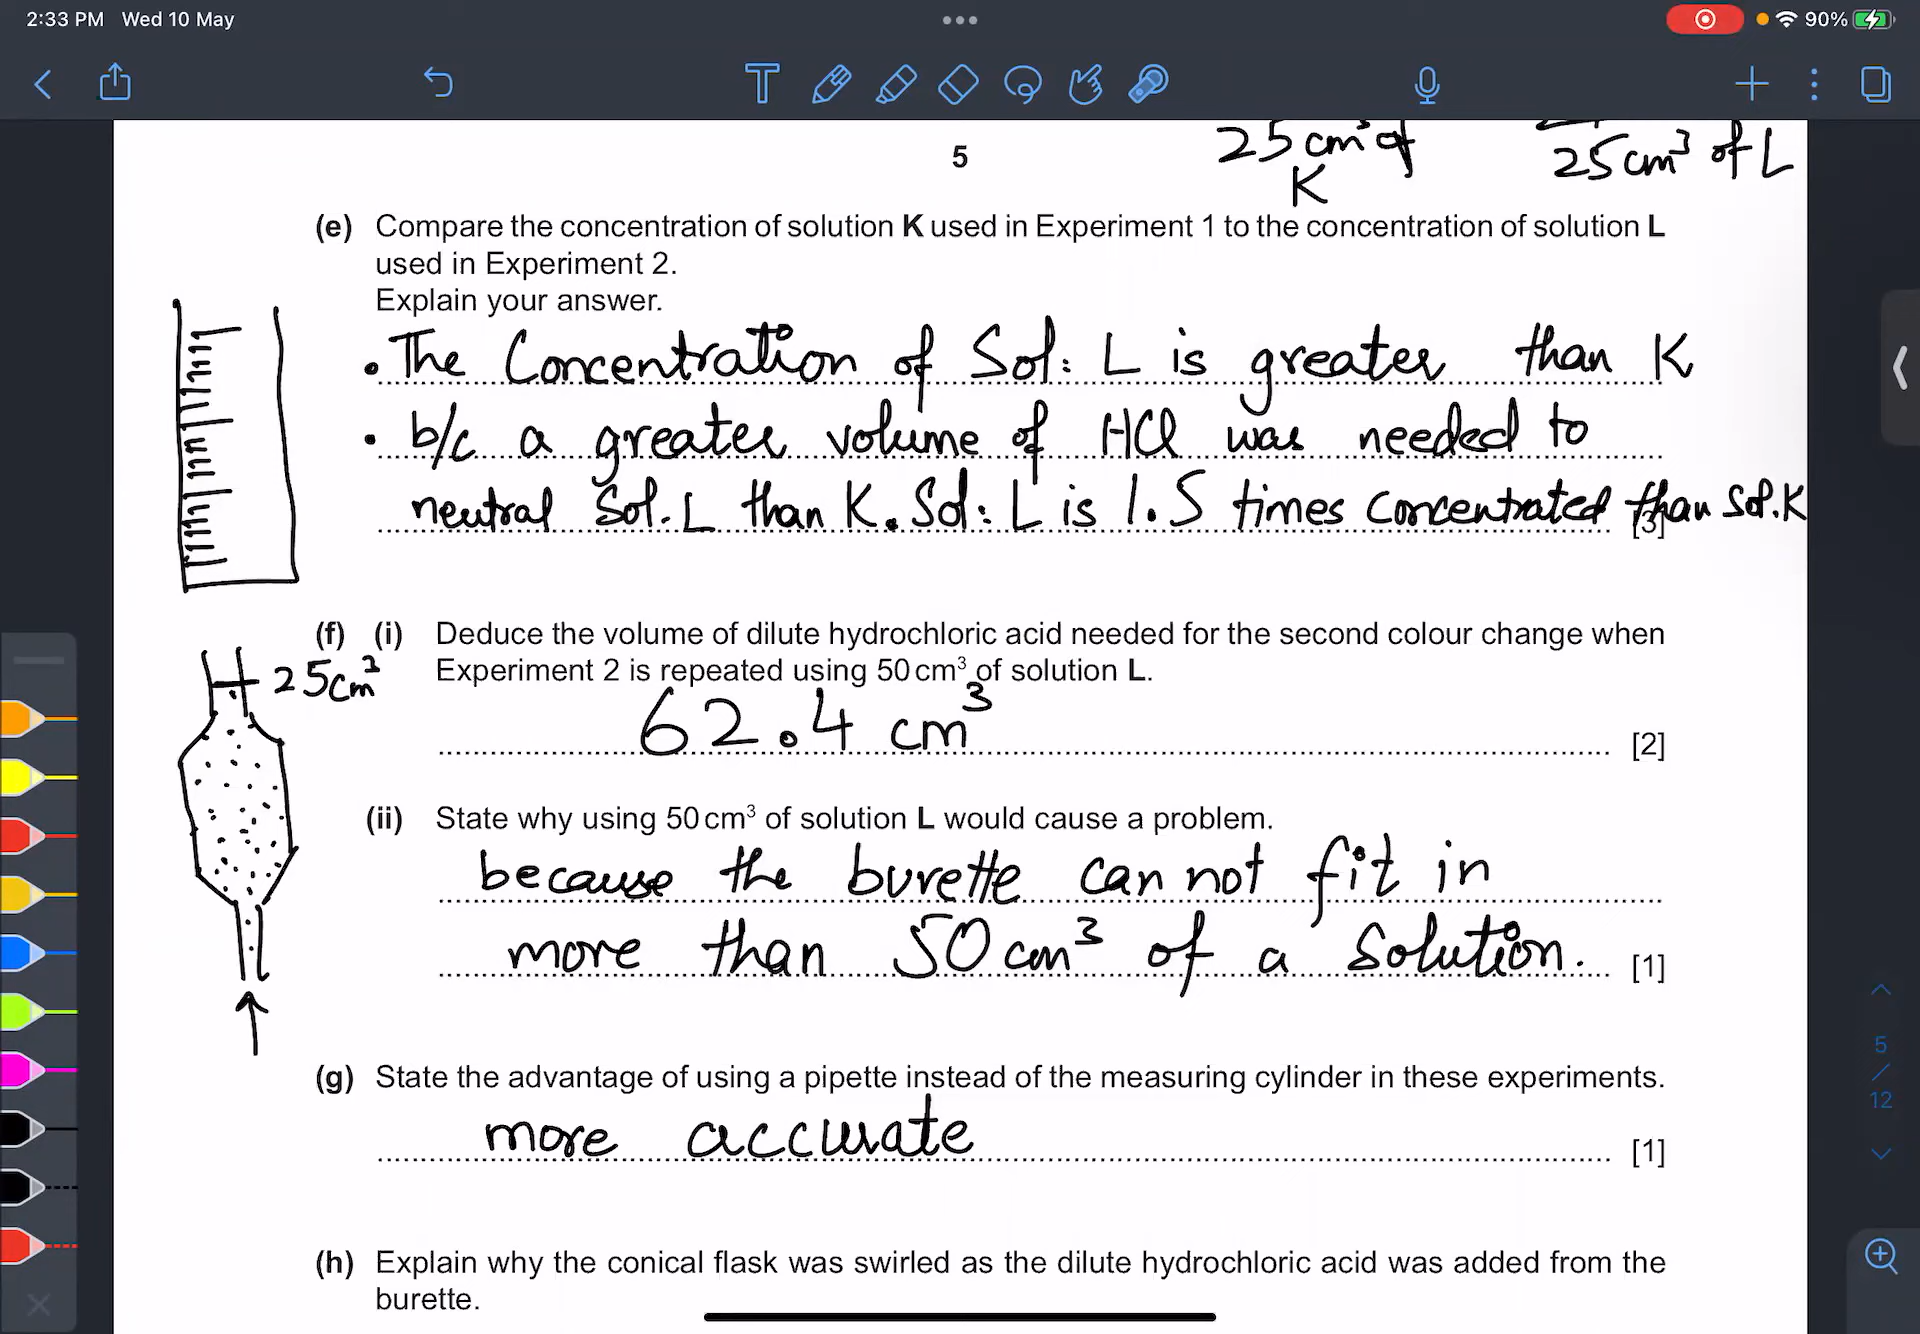 2:33 PM Wed 10 May
90%
25 cm³ of K
25 cm³ of L
5
(e) Compare the concentration of solution K used in Experiment 1 to the concentration of solution L
used in Experiment 2.
Explain your answer.
• The Concentration of Sol: L is greater than K
• b/c a greater volume of HCl was needed to
neutral Sol. L than K. Sol: L is 1.5 times concentrated than Sol. K
[3]
(f) (i) Deduce the volume of dilute hydrochloric acid needed for the second colour change when
Experiment 2 is repeated using 50 cm³ of solution L.
25cm³
62.4 cm³
[2]
(ii) State why using 50 cm³ of solution L would cause a problem.
because the burette can not fit in
more than 50 cm³ of a solution. [1]
(g) State the advantage of using a pipette instead of the measuring cylinder in these experiments.
more accurate [1]
(h) Explain why the conical flask was swirled as the dilute hydrochloric acid was added from the
burette.
5
/
12